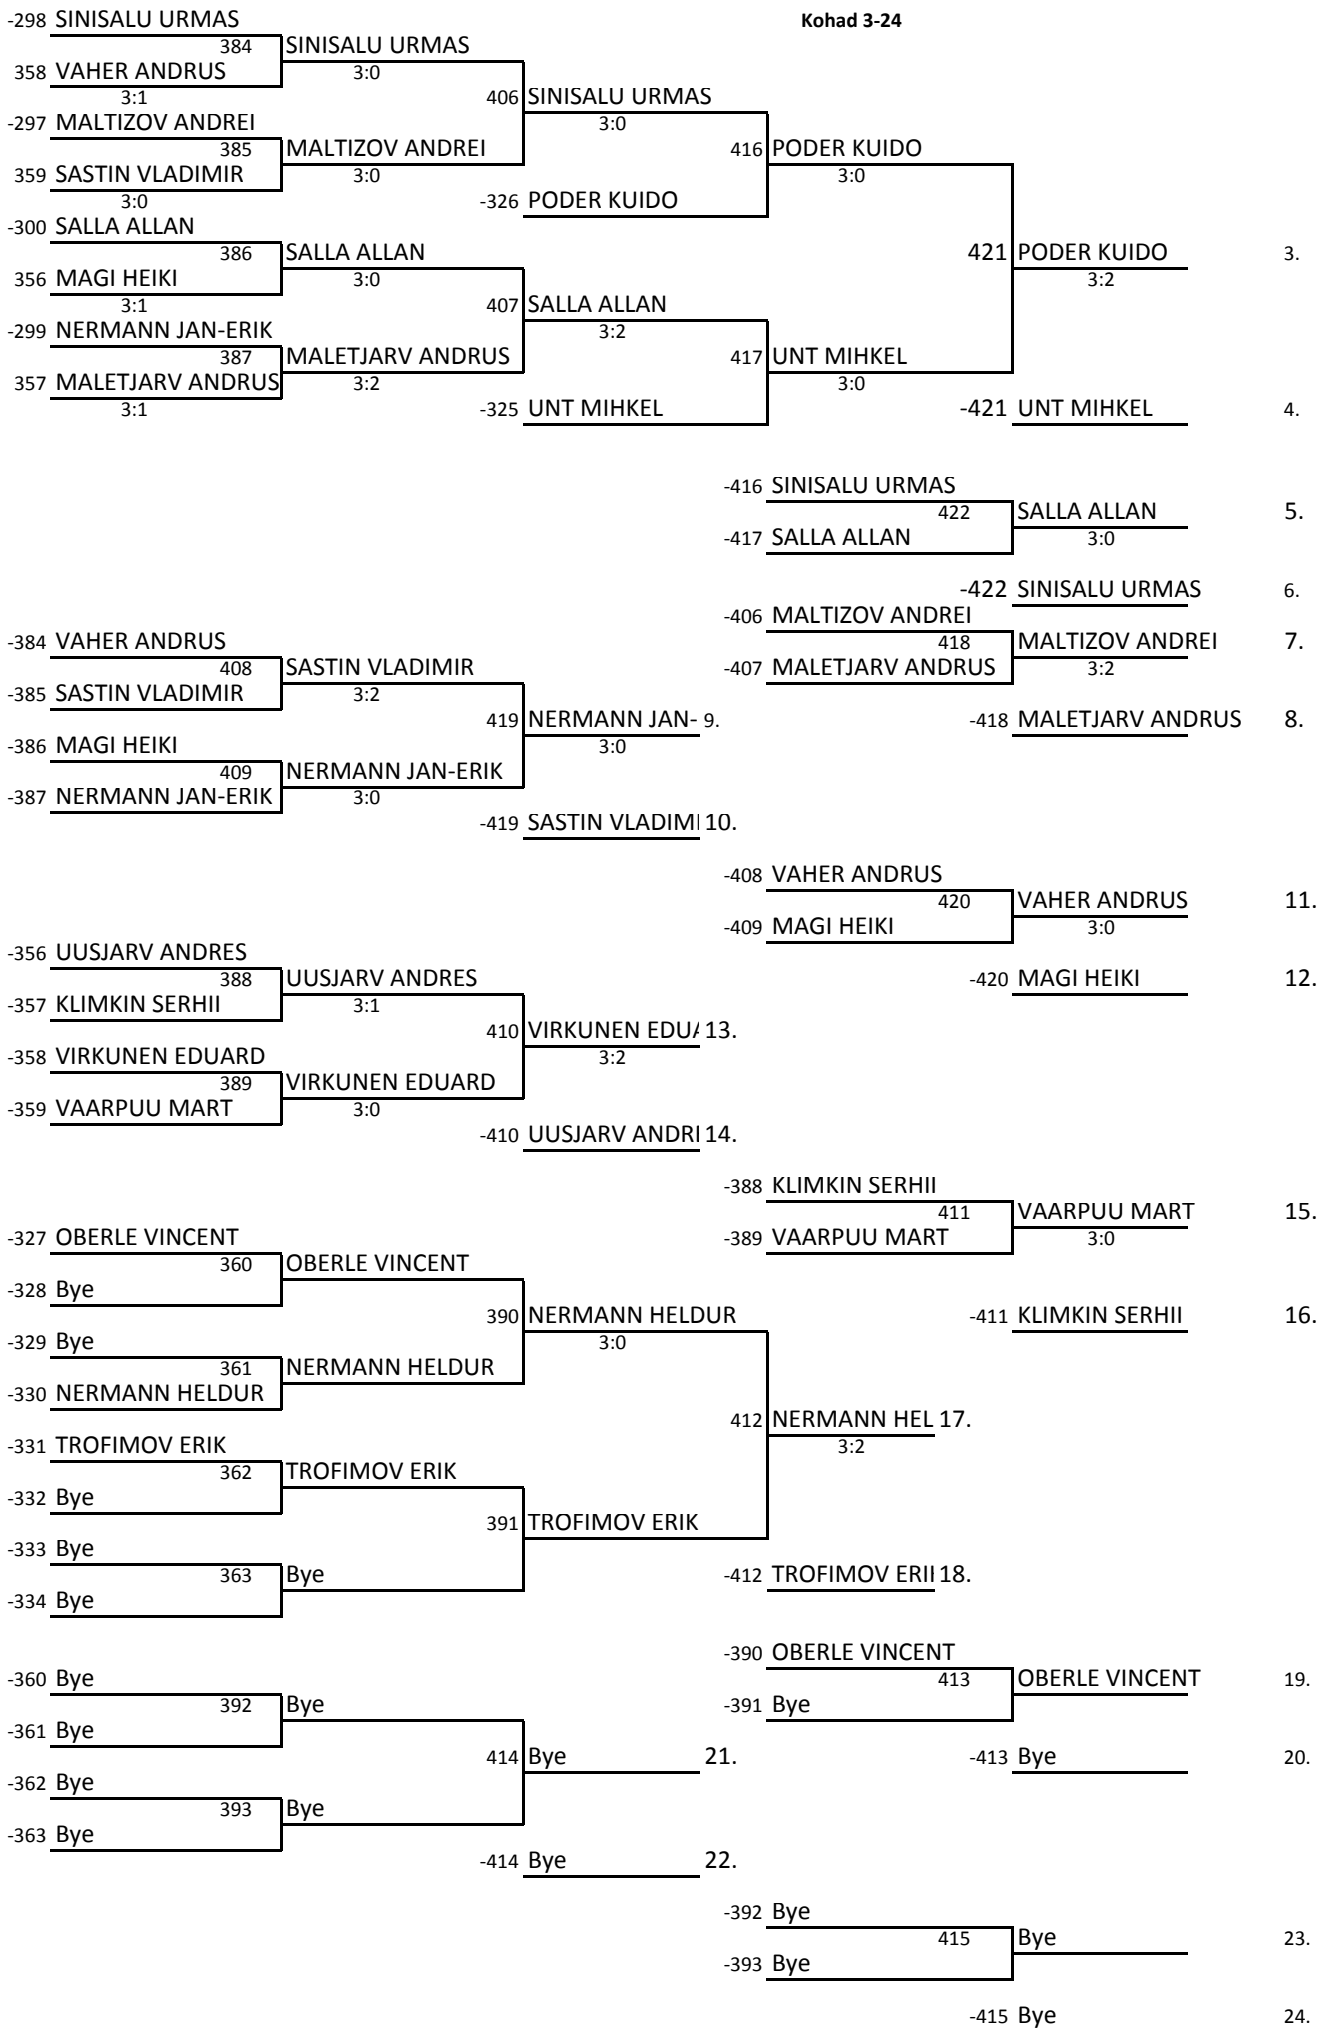 Kohad 3-24
-298 SINISALU URMAS
384 SINISALU URMAS
358 VAHER ANDRUS 3:0
3:1 406 SINISALU URMAS
-297 MALTIZOV ANDREI 3:0
385 MALTIZOV ANDREI 416 PODER KUIDO
359 SASTIN VLADIMIR 3:0 3:0
3:0 -326 PODER KUIDO
-300 SALLA ALLAN
386 SALLA ALLAN 421 PODER KUIDO 3.
356 MAGI HEIKI 3:0 3:2
3:1 407 SALLA ALLAN
-299 NERMANN JAN-ERIK 3:2
387 MALETJARV ANDRUS 417 UNT MIHKEL
357 MALETJARV ANDRUS 3:2 3:0
3:1 -325 UNT MIHKEL -421 UNT MIHKEL 4.
-416 SINISALU URMAS
422 SALLA ALLAN 5.
-417 SALLA ALLAN 3:0
-422 SINISALU URMAS 6.
-406 MALTIZOV ANDREI
-384 VAHER ANDRUS 418 MALTIZOV ANDREI 7.
408 SASTIN VLADIMIR -407 MALETJARV ANDRUS 3:2
-385 SASTIN VLADIMIR 3:2
419 NERMANN JAN- 9. -418 MALETJARV ANDRUS 8.
-386 MAGI HEIKI 3:0
409 NERMANN JAN-ERIK
-387 NERMANN JAN-ERIK 3:0
-419 SASTIN VLADIMI 10.
-408 VAHER ANDRUS
420 VAHER ANDRUS 11.
-409 MAGI HEIKI 3:0
-356 UUSJARV ANDRES
388 UUSJARV ANDRES -420 MAGI HEIKI 12.
-357 KLIMKIN SERHII 3:1
410 VIRKUNEN EDUA 13.
-358 VIRKUNEN EDUARD 3:2
389 VIRKUNEN EDUARD
-359 VAARPUU MART 3:0
-410 UUSJARV ANDRI 14.
-388 KLIMKIN SERHII
411 VAARPUU MART 15.
-327 OBERLE VINCENT -389 VAARPUU MART 3:0
360 OBERLE VINCENT
-328 Bye
390 NERMANN HELDUR -411 KLIMKIN SERHII 16.
-329 Bye 3:0
361 NERMANN HELDUR
-330 NERMANN HELDUR
412 NERMANN HEL 17.
-331 TROFIMOV ERIK 3:2
362 TROFIMOV ERIK
-332 Bye
391 TROFIMOV ERIK
-333 Bye
363 Bye -412 TROFIMOV ERII 18.
-334 Bye
-390 OBERLE VINCENT
-360 Bye 413 OBERLE VINCENT 19.
392 Bye -391 Bye
-361 Bye
414 Bye 21. -413 Bye 20.
-362 Bye
393 Bye
-363 Bye
-414 Bye 22.
-392 Bye
415 Bye 23.
-393 Bye
-415 Bye 24.